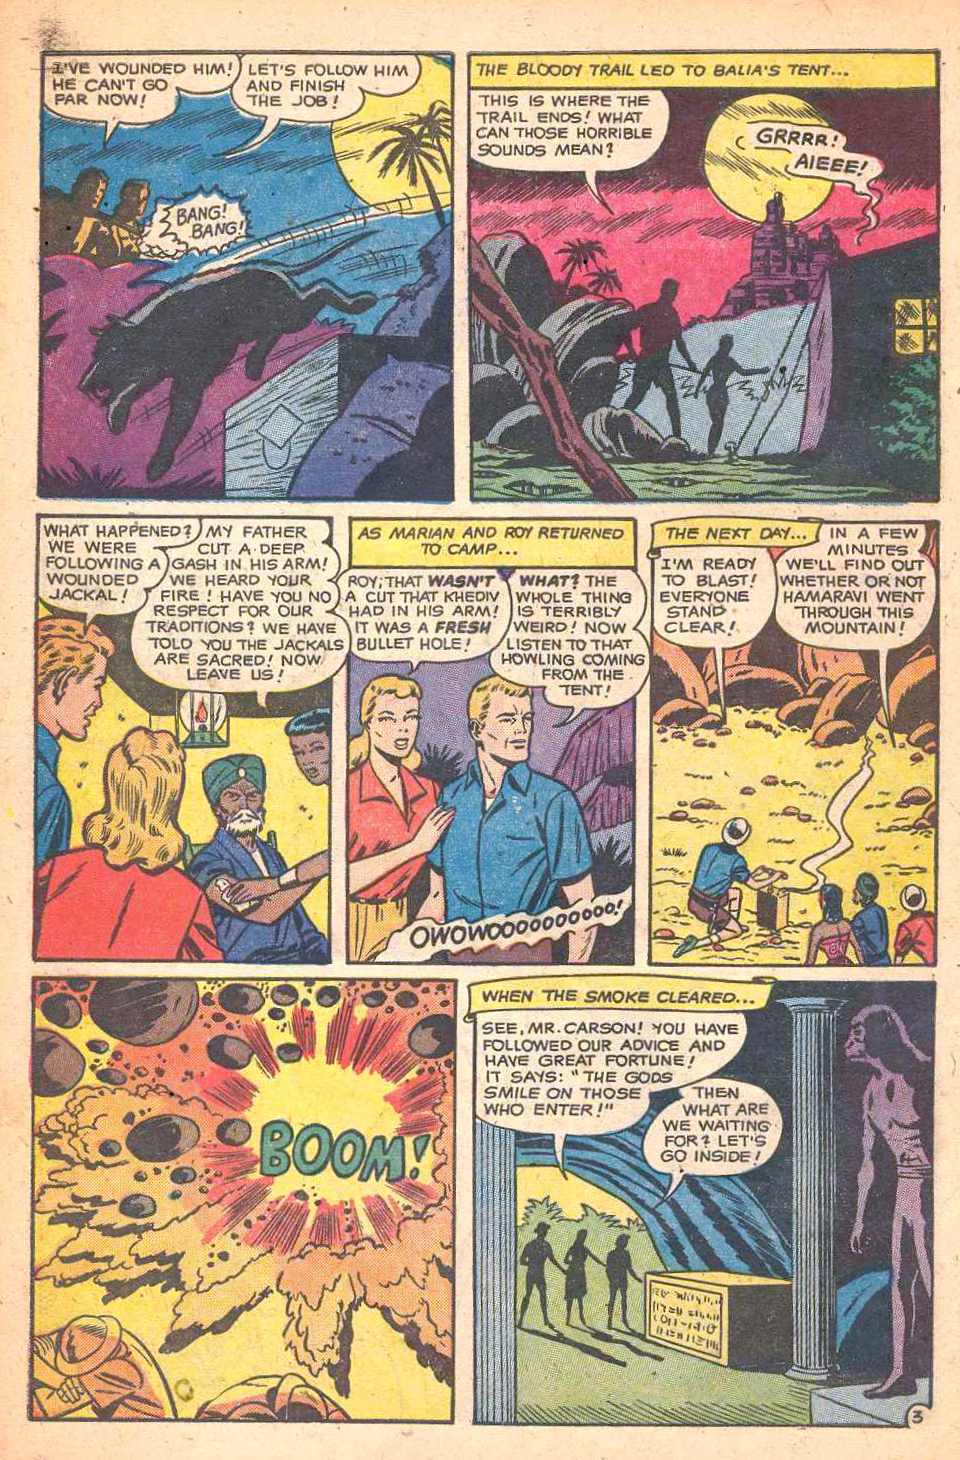 I'VE WOUNDED HIM!
HE CAN'T GO
FAR NOW!
LET'S FOLLOW HIM
AND FINISH
THE JOB!
BANG!
BANG!
THE BLOODY TRAIL LED TO BALIA'S TENT...
THIS IS WHERE THE
TRAIL ENDS! WHAT
CAN THOSE HORRIBLE
SOUNDS MEAN?
GRRRR!
AIEEE!
WHAT HAPPENED?
WE WERE
FOLLOWING A
WOUNDED
JACKAL!
MY FATHER
CUT A DEEP
GASH IN HIS ARM!
WE HEARD YOUR
FIRE! HAVE YOU NO
RESPECT FOR OUR
TRADITIONS? WE HAVE
TOLD YOU THE JACKALS
ARE SACRED! NOW
LEAVE US!
AS MARIAN AND ROY RETURNED
TO CAMP...
ROY, THAT WASN'T
A CUT THAT KHEDIV
HAD IN HIS ARM!
IT WAS A FRESH
BULLET HOLE!
WHAT? THE
WHOLE THING
IS TERRIBLY
WEIRD! NOW
LISTEN TO THAT
HOWLING COMING
FROM THE
TENT!
OWOWOOOOOOOOOO!
THE NEXT DAY...
I'M READY
TO BLAST!
EVERYONE
STAND
CLEAR!
IN A FEW
MINUTES
WE'LL FIND OUT
WHETHER OR NOT
HAMARAVI WENT
THROUGH THIS
MOUNTAIN!
BOOM!
WHEN THE SMOKE CLEARED...
SEE, MR. CARSON! YOU HAVE
FOLLOWED OUR ADVICE AND
HAVE GREAT FORTUNE!
IT SAYS: "THE GODS
SMILE ON THOSE
WHO ENTER!"
THEN
WHAT ARE
WE WAITING
FOR? LET'S
GO INSIDE!
3